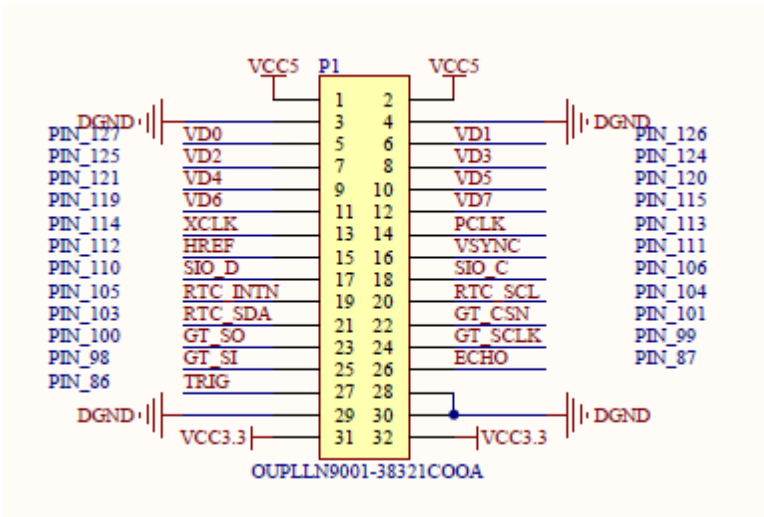 VCC5 P1 VCC5
1 2
DGND 3 4 DGND
PIN_127 VD0 5 6 VD1 PIN_126
PIN_125 VD2 7 8 VD3 PIN_124
PIN_121 VD4 9 10 VD5 PIN_120
PIN_119 VD6 11 12 VD7 PIN_115
PIN_114 XCLK 13 14 PCLK PIN_113
PIN_112 HREF 15 16 VSYNC PIN_111
PIN_110 SIO_D 17 18 SIO_C PIN_106
PIN_105 RTC_INTN 19 20 RTC_SCL PIN_104
PIN_103 RTC_SDA 21 22 GT_CSN PIN_101
PIN_100 GT_SO 23 24 GT_SCLK PIN_99
PIN_98 GT_SI 25 26 ECHO PIN_87
PIN_86 TRIG 27 28
DGND 29 30 DGND
VCC3.3 31 32 VCC3.3
OUPLLN9001-38321COOA